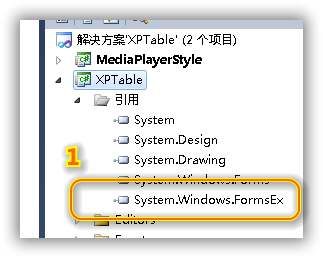 解决方案'XPTable' (2 个项目)
MediaPlayerStyle
XPTable
引用
System
System.Design
System.Drawing
System.Windows.Forms
1
System.Windows.FormsEx
Editors